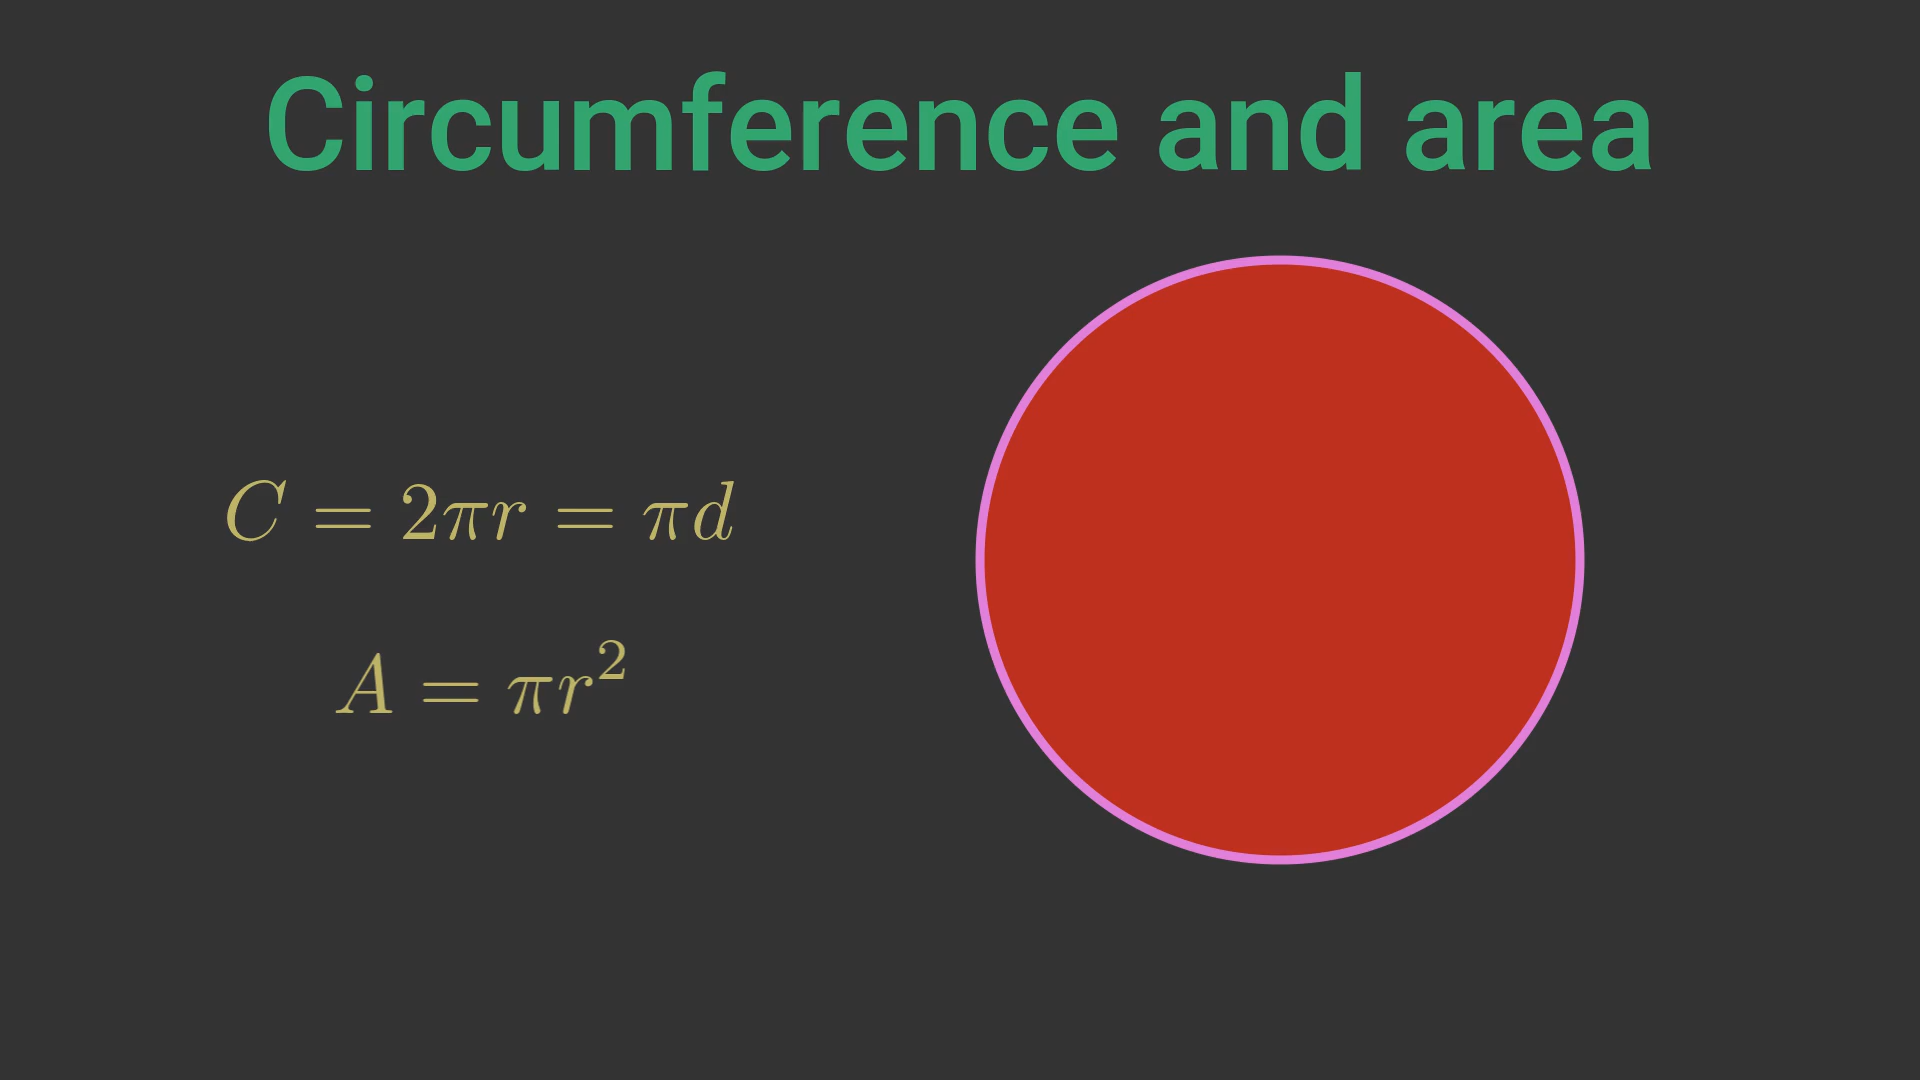 Circumference and area
C = 2πr = πd
A = πr²